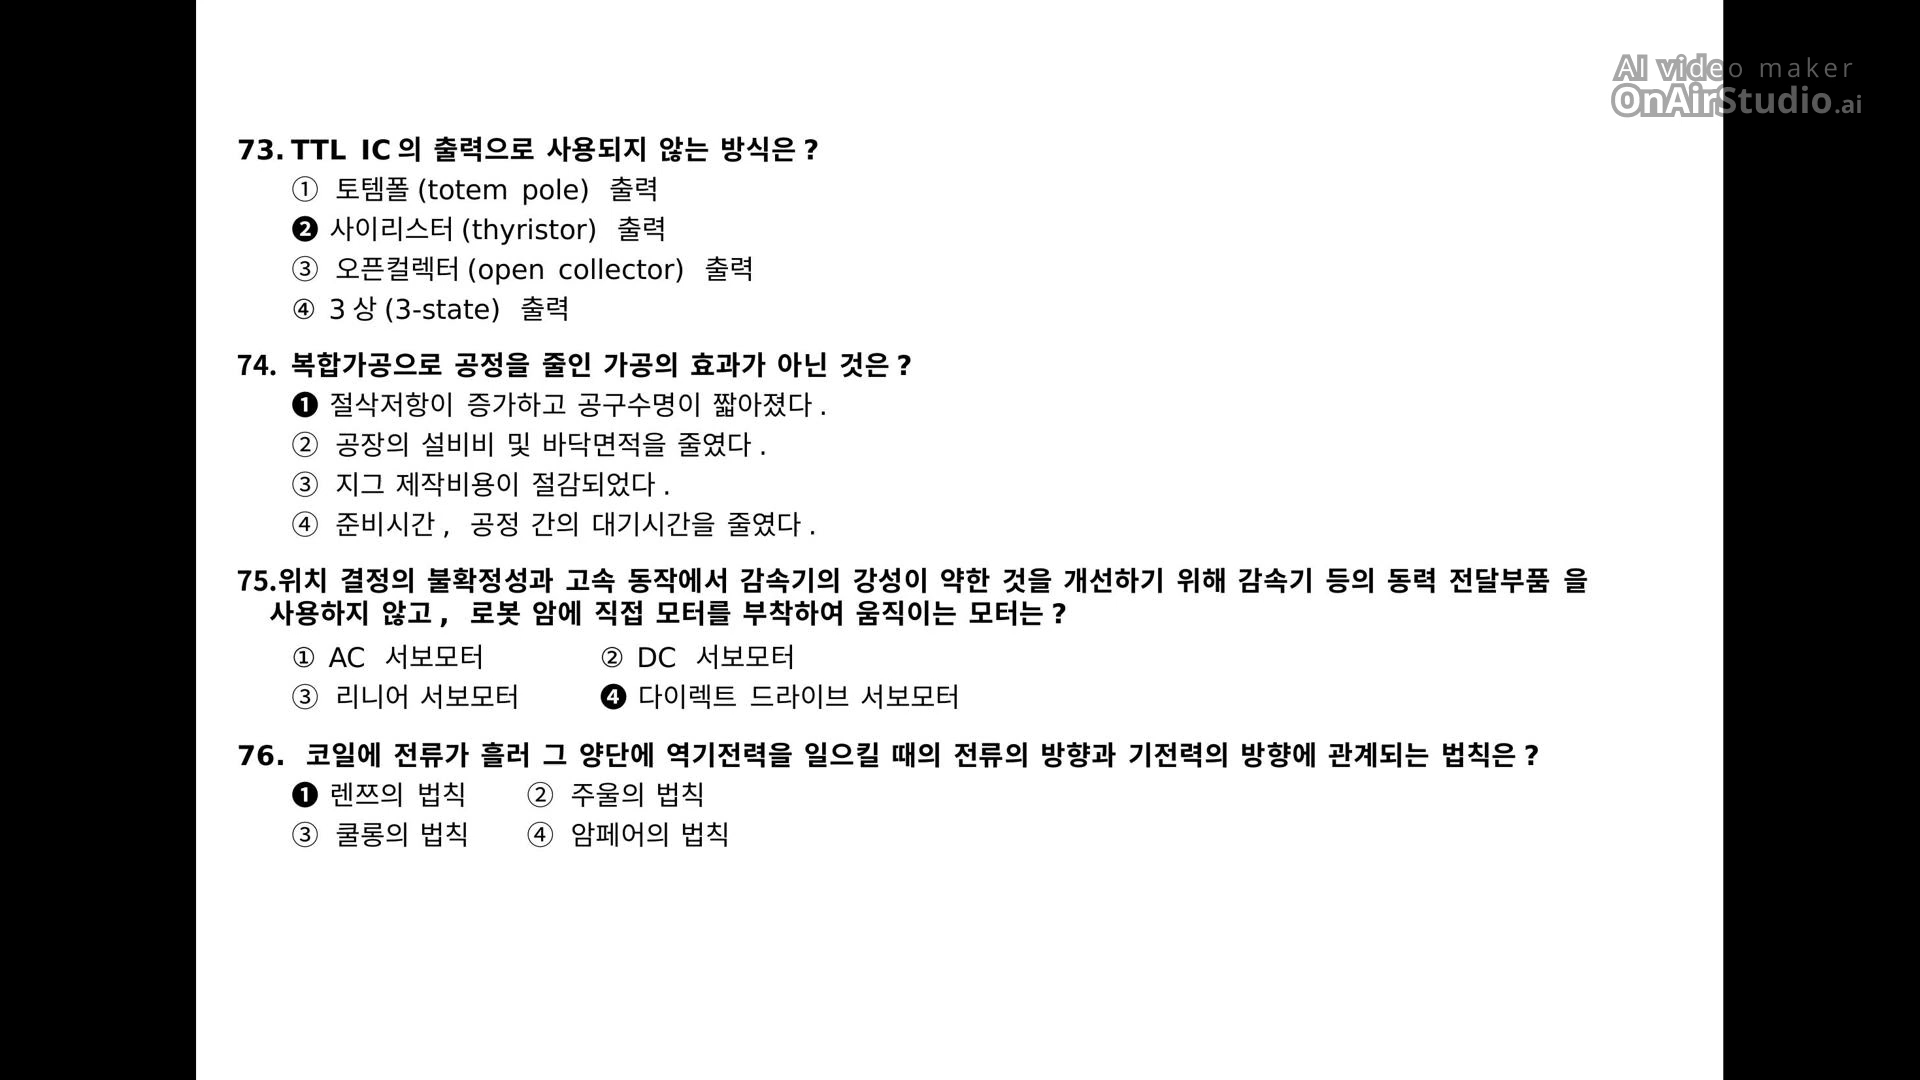 AI video maker
OnAirStudio.ai
73. TTL IC의 출력으로 사용되지 않는 방식은?
① 토템폴(totem pole) 출력
❷ 사이리스터(thyristor) 출력
③ 오픈컬렉터(open collector) 출력
④ 3상(3-state) 출력
74. 복합가공으로 공정을 줄인 가공의 효과가 아닌 것은?
❶ 절삭저항이 증가하고 공구수명이 짧아졌다.
② 공장의 설비비 및 바닥면적을 줄였다.
③ 지그 제작비용이 절감되었다.
④ 준비시간, 공정 간의 대기시간을 줄였다.
75.위치 결정의 불확정성과 고속 동작에서 감속기의 강성이 약한 것을 개선하기 위해 감속기 등의 동력 전달부품 을
사용하지 않고, 로봇 암에 직접 모터를 부착하여 움직이는 모터는?
① AC 서보모터 ② DC 서보모터
③ 리니어 서보모터 ❹ 다이렉트 드라이브 서보모터
76. 코일에 전류가 흘러 그 양단에 역기전력을 일으킬 때의 전류의 방향과 기전력의 방향에 관계되는 법칙은?
❶ 렌쯔의 법칙 ② 주울의 법칙
③ 쿨롱의 법칙 ④ 암페어의 법칙